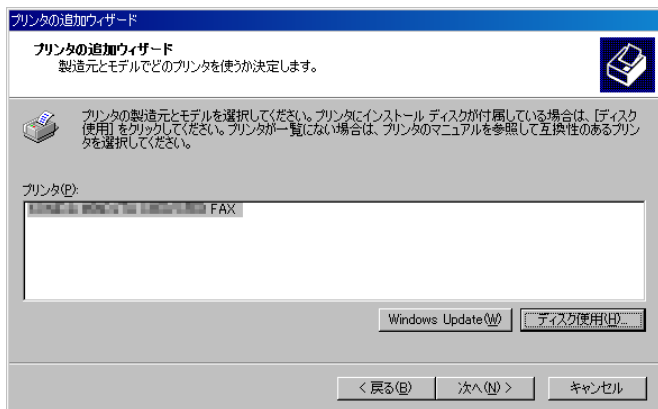 プリンタの追加ウィザード
プリンタの追加ウィザード
製造元とモデルでどのプリンタを使うか決定します。
プリンタの製造元とモデルを選択してください。プリンタにインストール ディスクが付属している場合は、[ディスク
使用] をクリックしてください。プリンタが一覧にない場合は、プリンタのマニュアルを参照して互換性のあるプリン
タを選択してください。
プリンタ(P):
FAX
Windows Update(W) ディスク使用(H)...
< 戻る(B) 次へ(N) > キャンセル